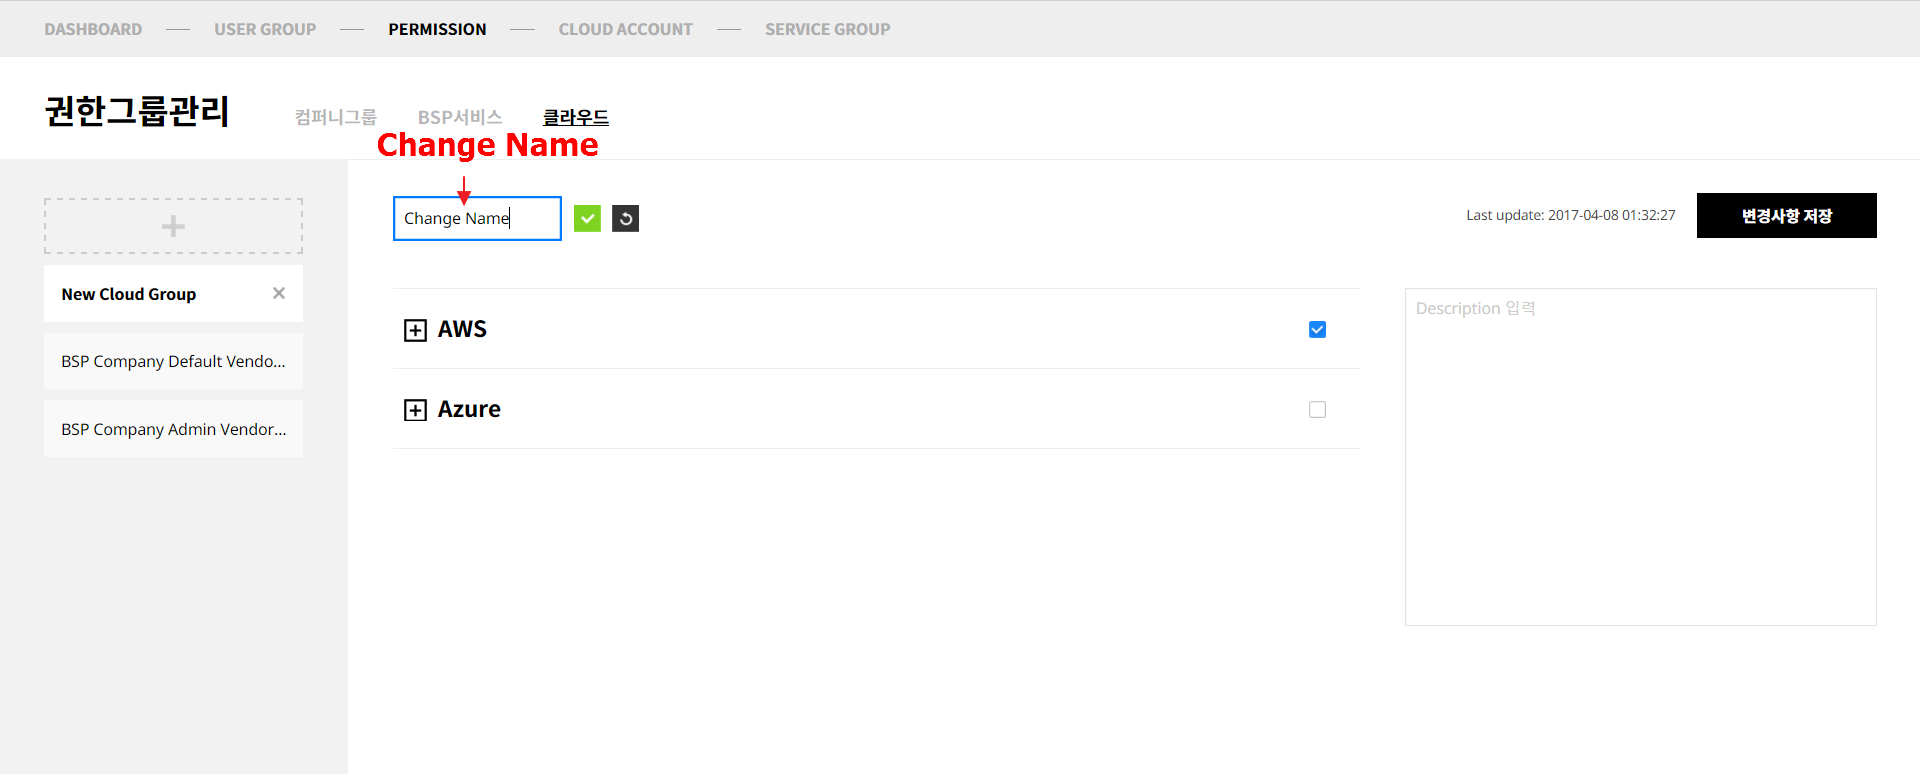 DASHBOARD — USER GROUP — PERMISSION — CLOUD ACCOUNT — SERVICE GROUP
권한그룹관리 컴퍼니그룹 BSP서비스 클라우드
Change Name
Change Name
Last update: 2017-04-08 01:32:27 변경사항 저장
New Cloud Group
BSP Company Default Vendo...
BSP Company Admin Vendor...
AWS
Azure
Description 입력